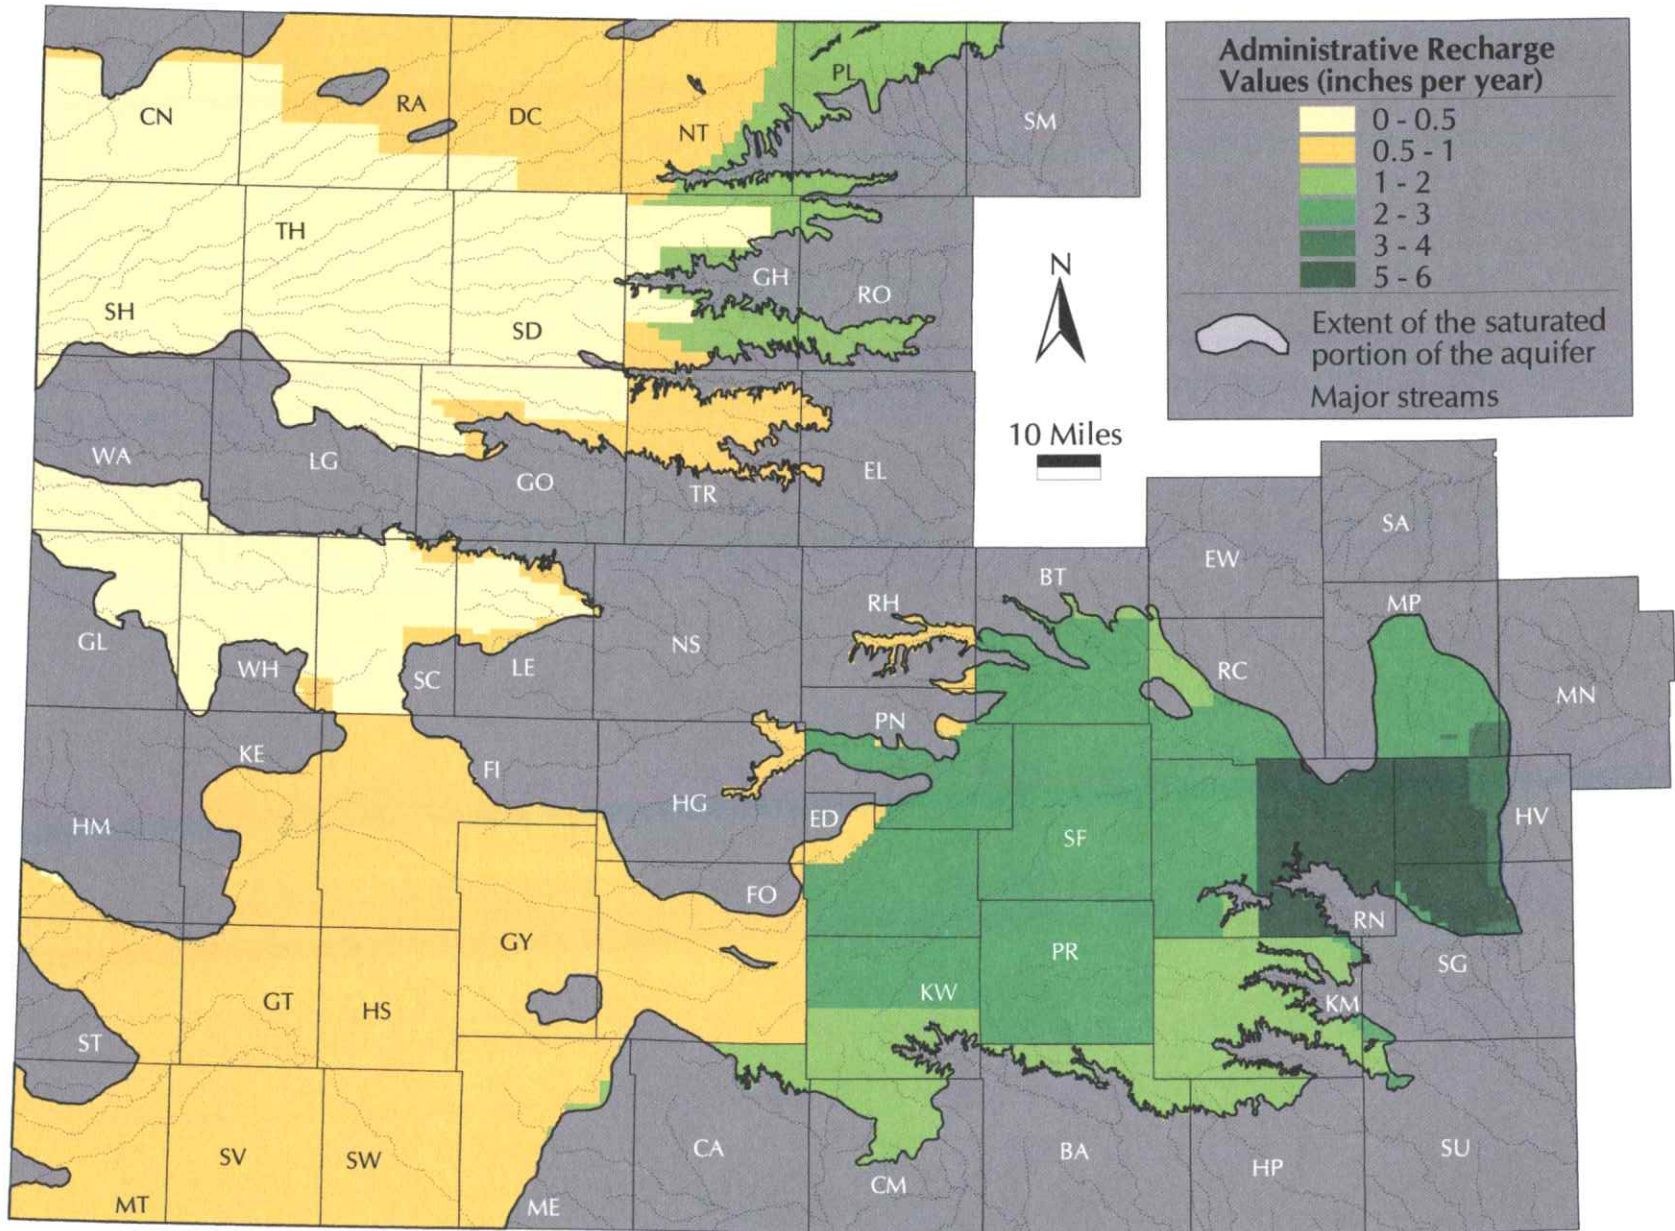 Administrative Recharge
Values (inches per year)
0 - 0.5
0.5 - 1
1 - 2
2 - 3
3 - 4
5 - 6
Extent of the saturated
portion of the aquifer
Major streams
N
10 Miles
CN
RA
DC
NT
PL
SM
TH
SH
SD
GH
RO
WA
LG
GO
TR
EL
GL
WH
SC
LE
NS
RH
BT
EW
SA
RC
MP
MN
HM
KE
FI
HG
PN
ED
SF
HV
FO
GY
RN
ST
GT
HS
KW
PR
KM
SG
MT
SV
SW
ME
CA
CM
BA
HP
SU